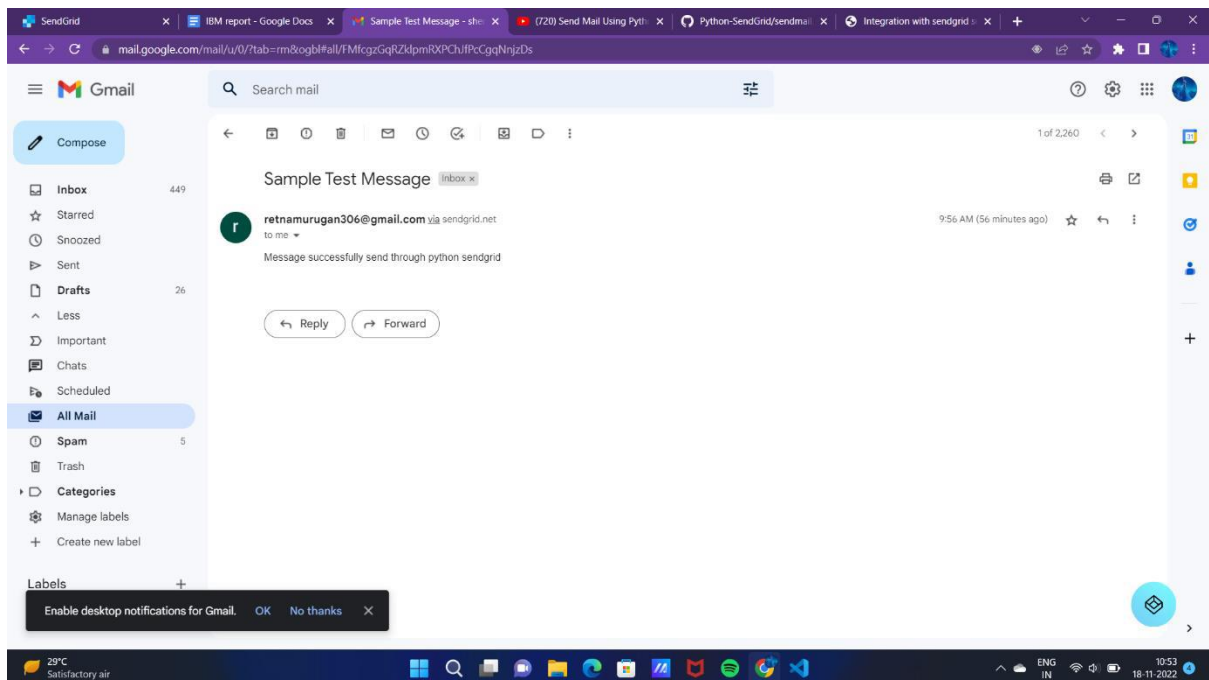 SendGrid
IBM report - Google Docs
Sample Test Message - she
(720) Send Mail Using Pyth
Python-SendGrid/sendmail
Integration with sendgrid s
mail.google.com/mail/u/0/?tab=rm&ogbl#all/
Gmail
Search mail
Compose
1 of 2,260
Inbox 449
Starred
Snoozed
Sent
Drafts 26
Less
Important
Chats
Scheduled
All Mail
Spam 5
Trash
Categories
Manage labels
Create new label
Labels
Sample Test Message Inbox ×
r
retnamurugan306@gmail.com via sendgrid.net
9:56 AM (56 minutes ago)
to me
Message successfully send through python sendgrid
Reply
Forward
31
Enable desktop notifications for Gmail. OK No thanks
29°C
Satisfactory air
ENG
IN
10:53
18-11-2022
4